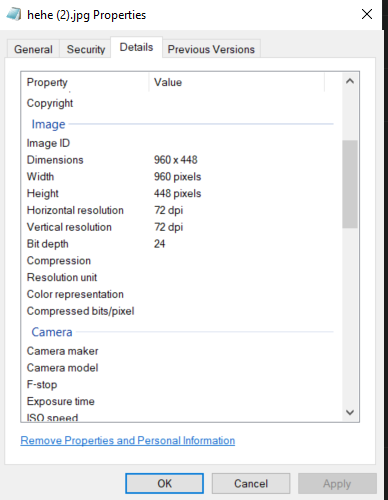 hehe (2).jpg Properties
General Security Details Previous Versions
Property Value
Copyright
Image
Image ID
Dimensions 960 x 448
Width 960 pixels
Height 448 pixels
Horizontal resolution 72 dpi
Vertical resolution 72 dpi
Bit depth 24
Compression
Resolution unit
Color representation
Compressed bits/pixel
Camera
Camera maker
Camera model
F-stop
Exposure time
ISO speed
Remove Properties and Personal Information
OK Cancel Apply